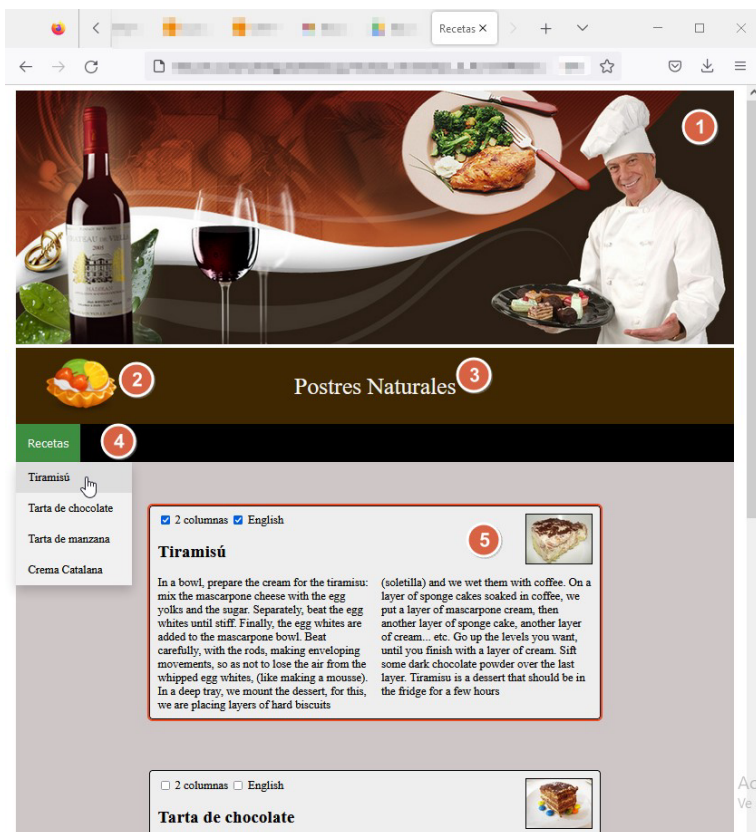 Recetas
1
CHATEAU DE VIELLA
2008
MADIRAN
2
Postres Naturales
3
Recetas
4
Tiramisú
Tarta de chocolate
Tarta de manzana
Crema Catalana
2 columnas English
5
Tiramisú
In a bowl, prepare the cream for the tiramisu:
mix the mascarpone cheese with the egg
yolks and the sugar. Separately, beat the egg
whites until stiff. Finally, the egg whites are
added to the mascarpone bowl. Beat
carefully, with the rods, making enveloping
movements, so as not to lose the air from the
whipped egg whites, (like making a mousse).
In a deep tray, we mount the dessert, for this,
we are placing layers of hard biscuits
(soletilla) and we wet them with coffee. On a
layer of sponge cakes soaked in coffee, we
put a layer of mascarpone cream, then
another layer of sponge cake, another layer
of cream... etc. Go up the levels you want,
until you finish with a layer of cream. Sift
some dark chocolate powder over the last
layer. Tiramisu is a dessert that should be in
the fridge for a few hours
2 columnas English
Tarta de chocolate
Ac
Ve